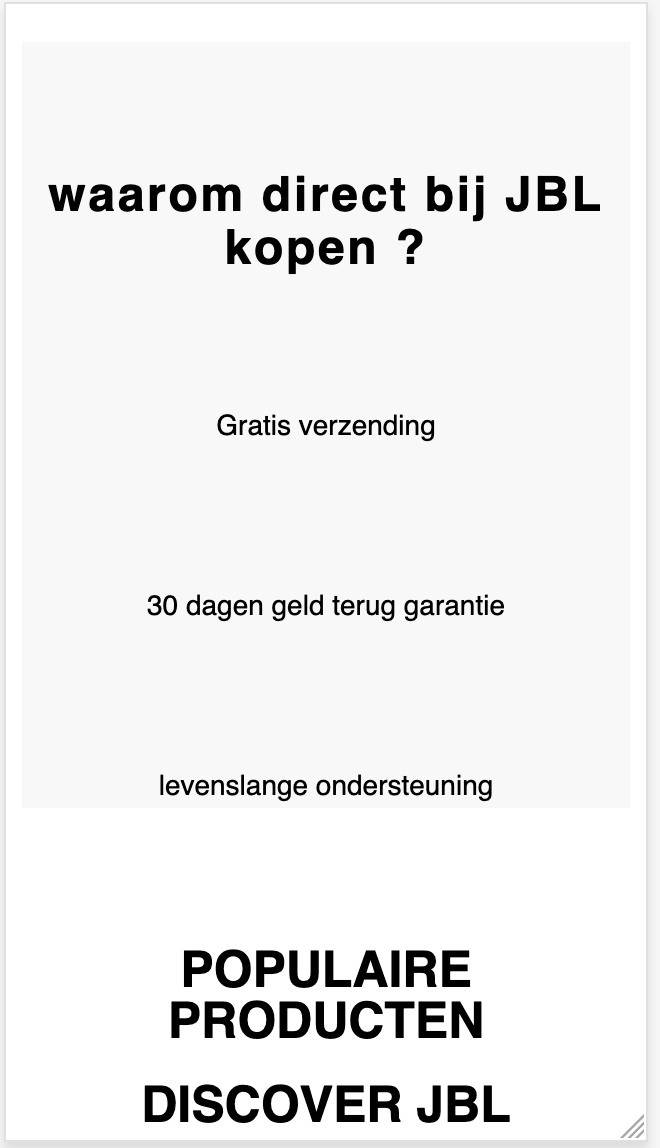 waarom direct bij JBL
kopen ?
Gratis verzending
30 dagen geld terug garantie
levenslange ondersteuning
POPULAIRE
PRODUCTEN
DISCOVER JBL